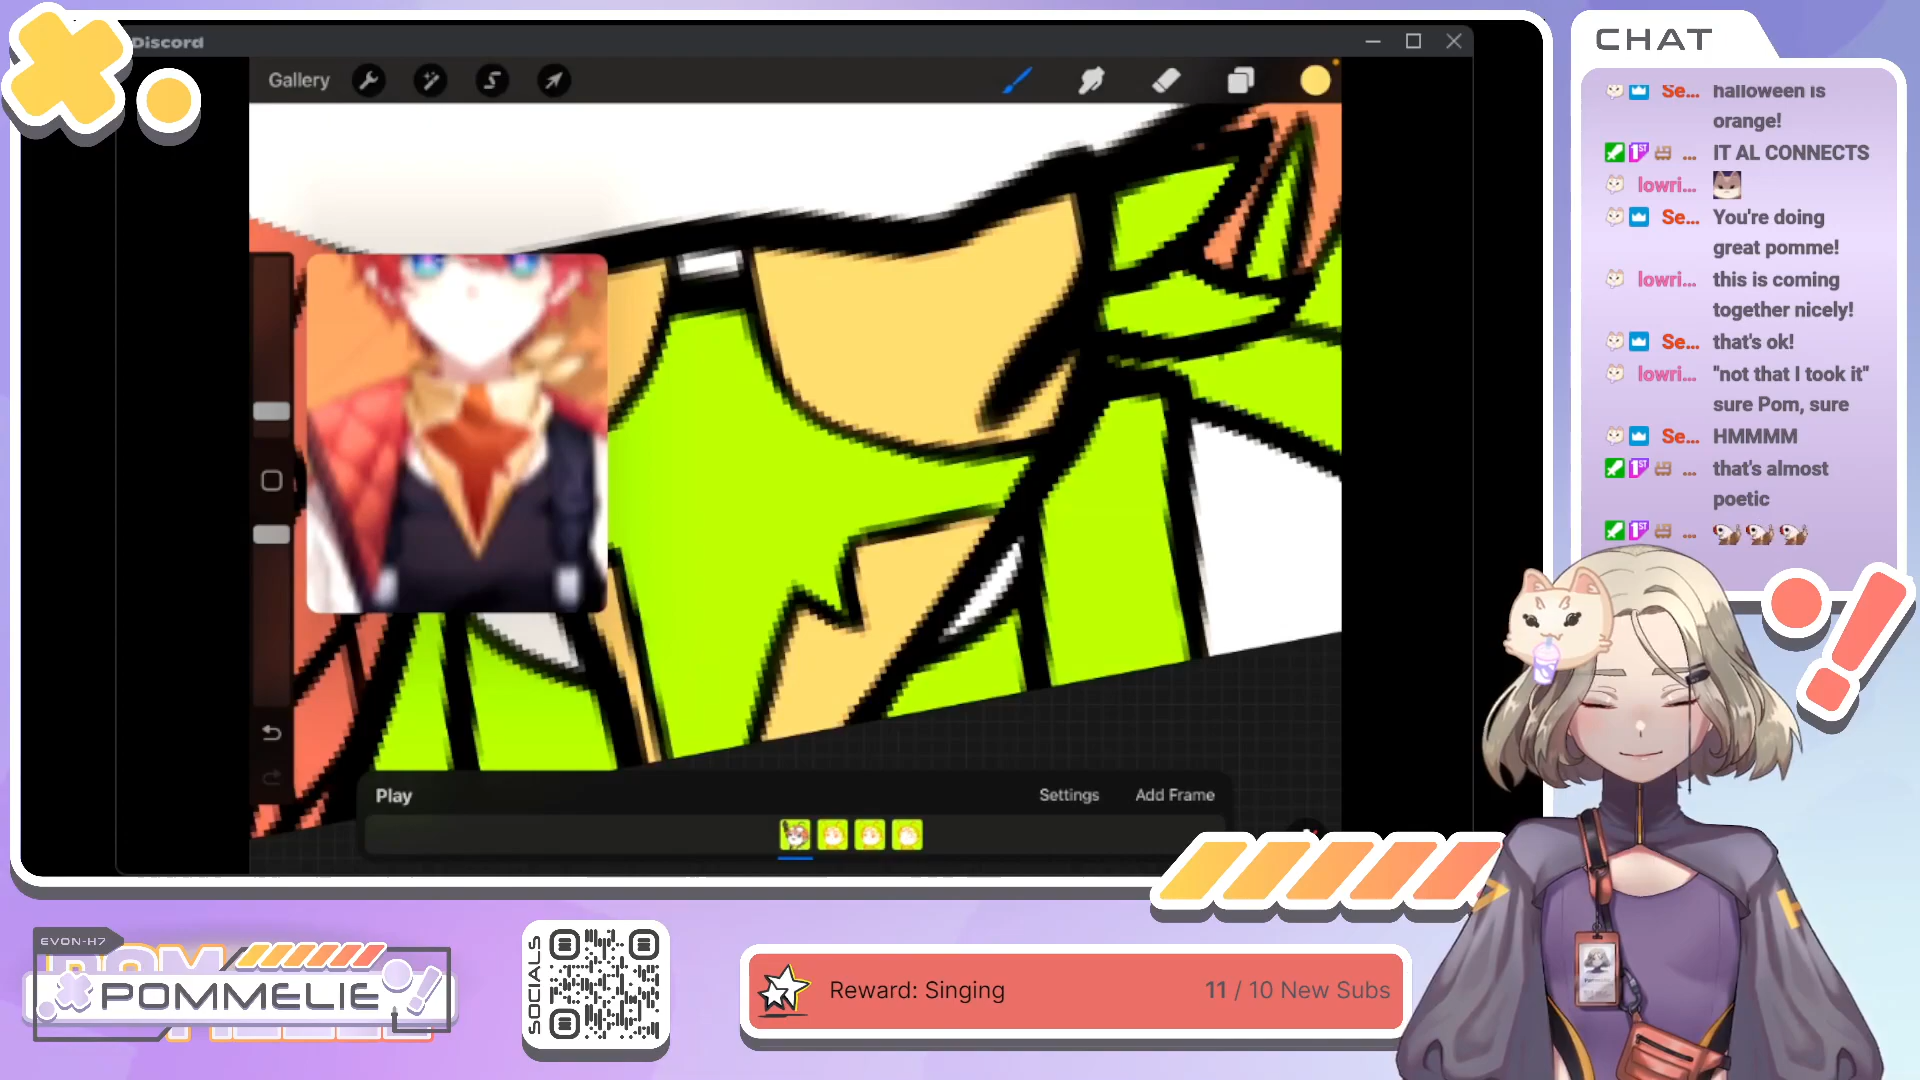 Discord
Gallery
Play
Settings
Add Frame
CHAT
Se... halloween is
orange!
... IT AL CONNECTS
lowri...
Se... You're doing
great pomme!
lowri... this is coming
together nicely!
Se... that's ok!
lowri... "not that I took it"
sure Pom, sure
Se... HMMMM
... that's almost
poetic
...
EVON-H7
POMMELIE
SOCIALS
Reward: Singing
11 / 10 New Subs